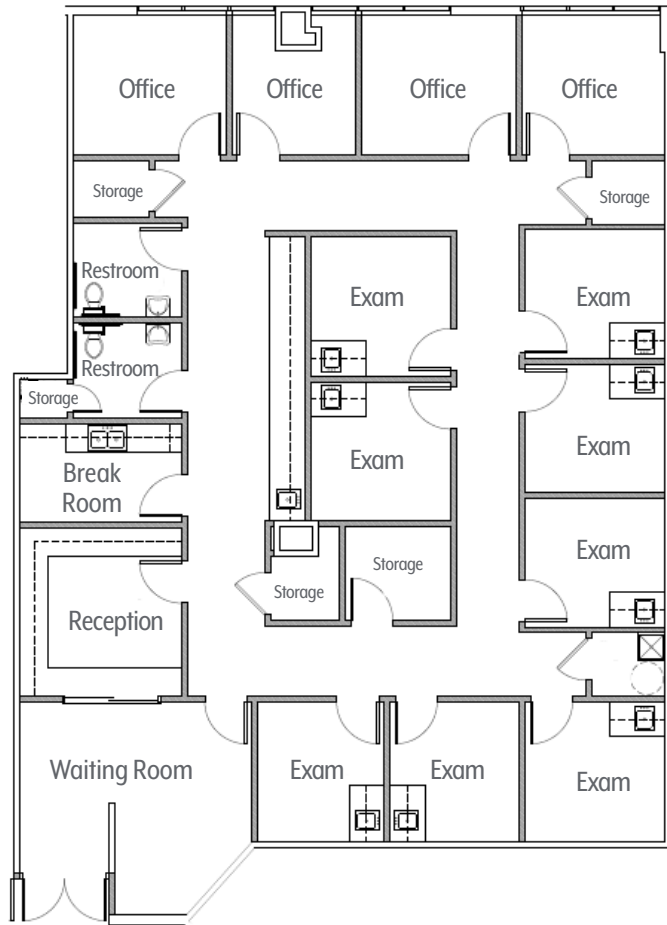 Office
Office
Office
Office
Storage
Storage
Restroom
Exam
Exam
Restroom
Storage
Exam
Exam
Break
Room
Exam
Storage
Storage
Reception
Waiting Room
Exam
Exam
Exam